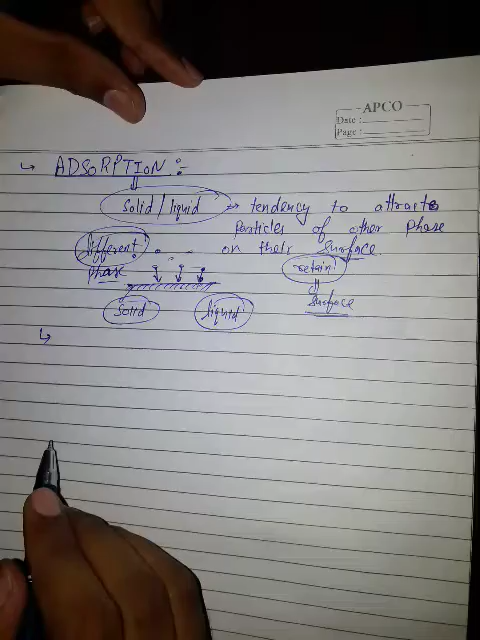 APCO
Date :
Page :
ADSORPTION :-
solid / liquid → tendency to attracts
particles of other phase
different on their surface
phase retain
surface
solid liquid